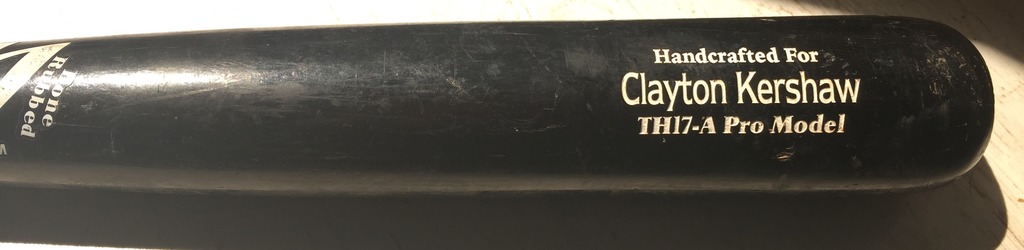 Bone
Rubbed
Handcrafted For
Clayton Kershaw
TH17-A Pro Model